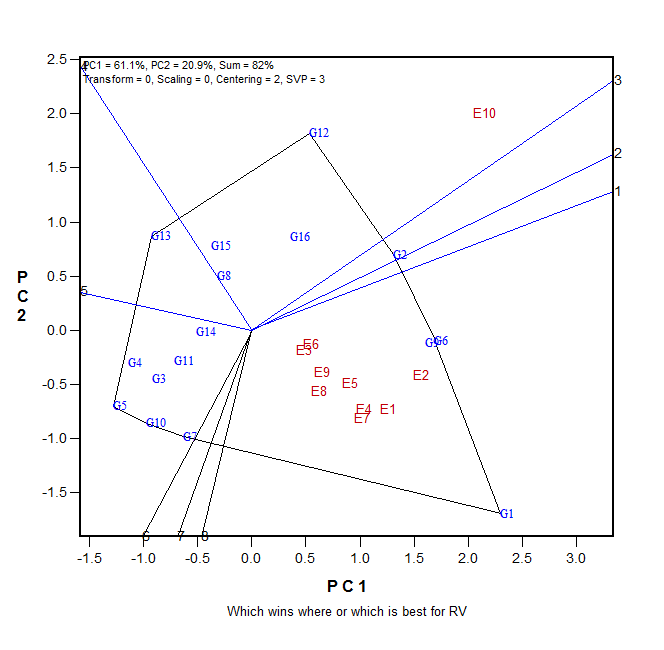 2.5
4
PC1 = 61.1%, PC2 = 20.9%, Sum = 82%
Transform = 0, Scaling = 0, Centering = 2, SVP = 3
3
2.0
E10
G12
1.5
2
1
1.0
G13
G16
G15
G2
P
C
2
0.5
G8
5
0.0
G14
G9
G6
E6
E3
G4
G11
E9
E2
G3
E5
-0.5
E8
G5
E4
E1
E7
G10
G7
-1.0
-1.5
G1
6
7
8
-1.5 -1.0 -0.5 0.0 0.5 1.0 1.5 2.0 2.5 3.0
P C 1
Which wins where or which is best for RV